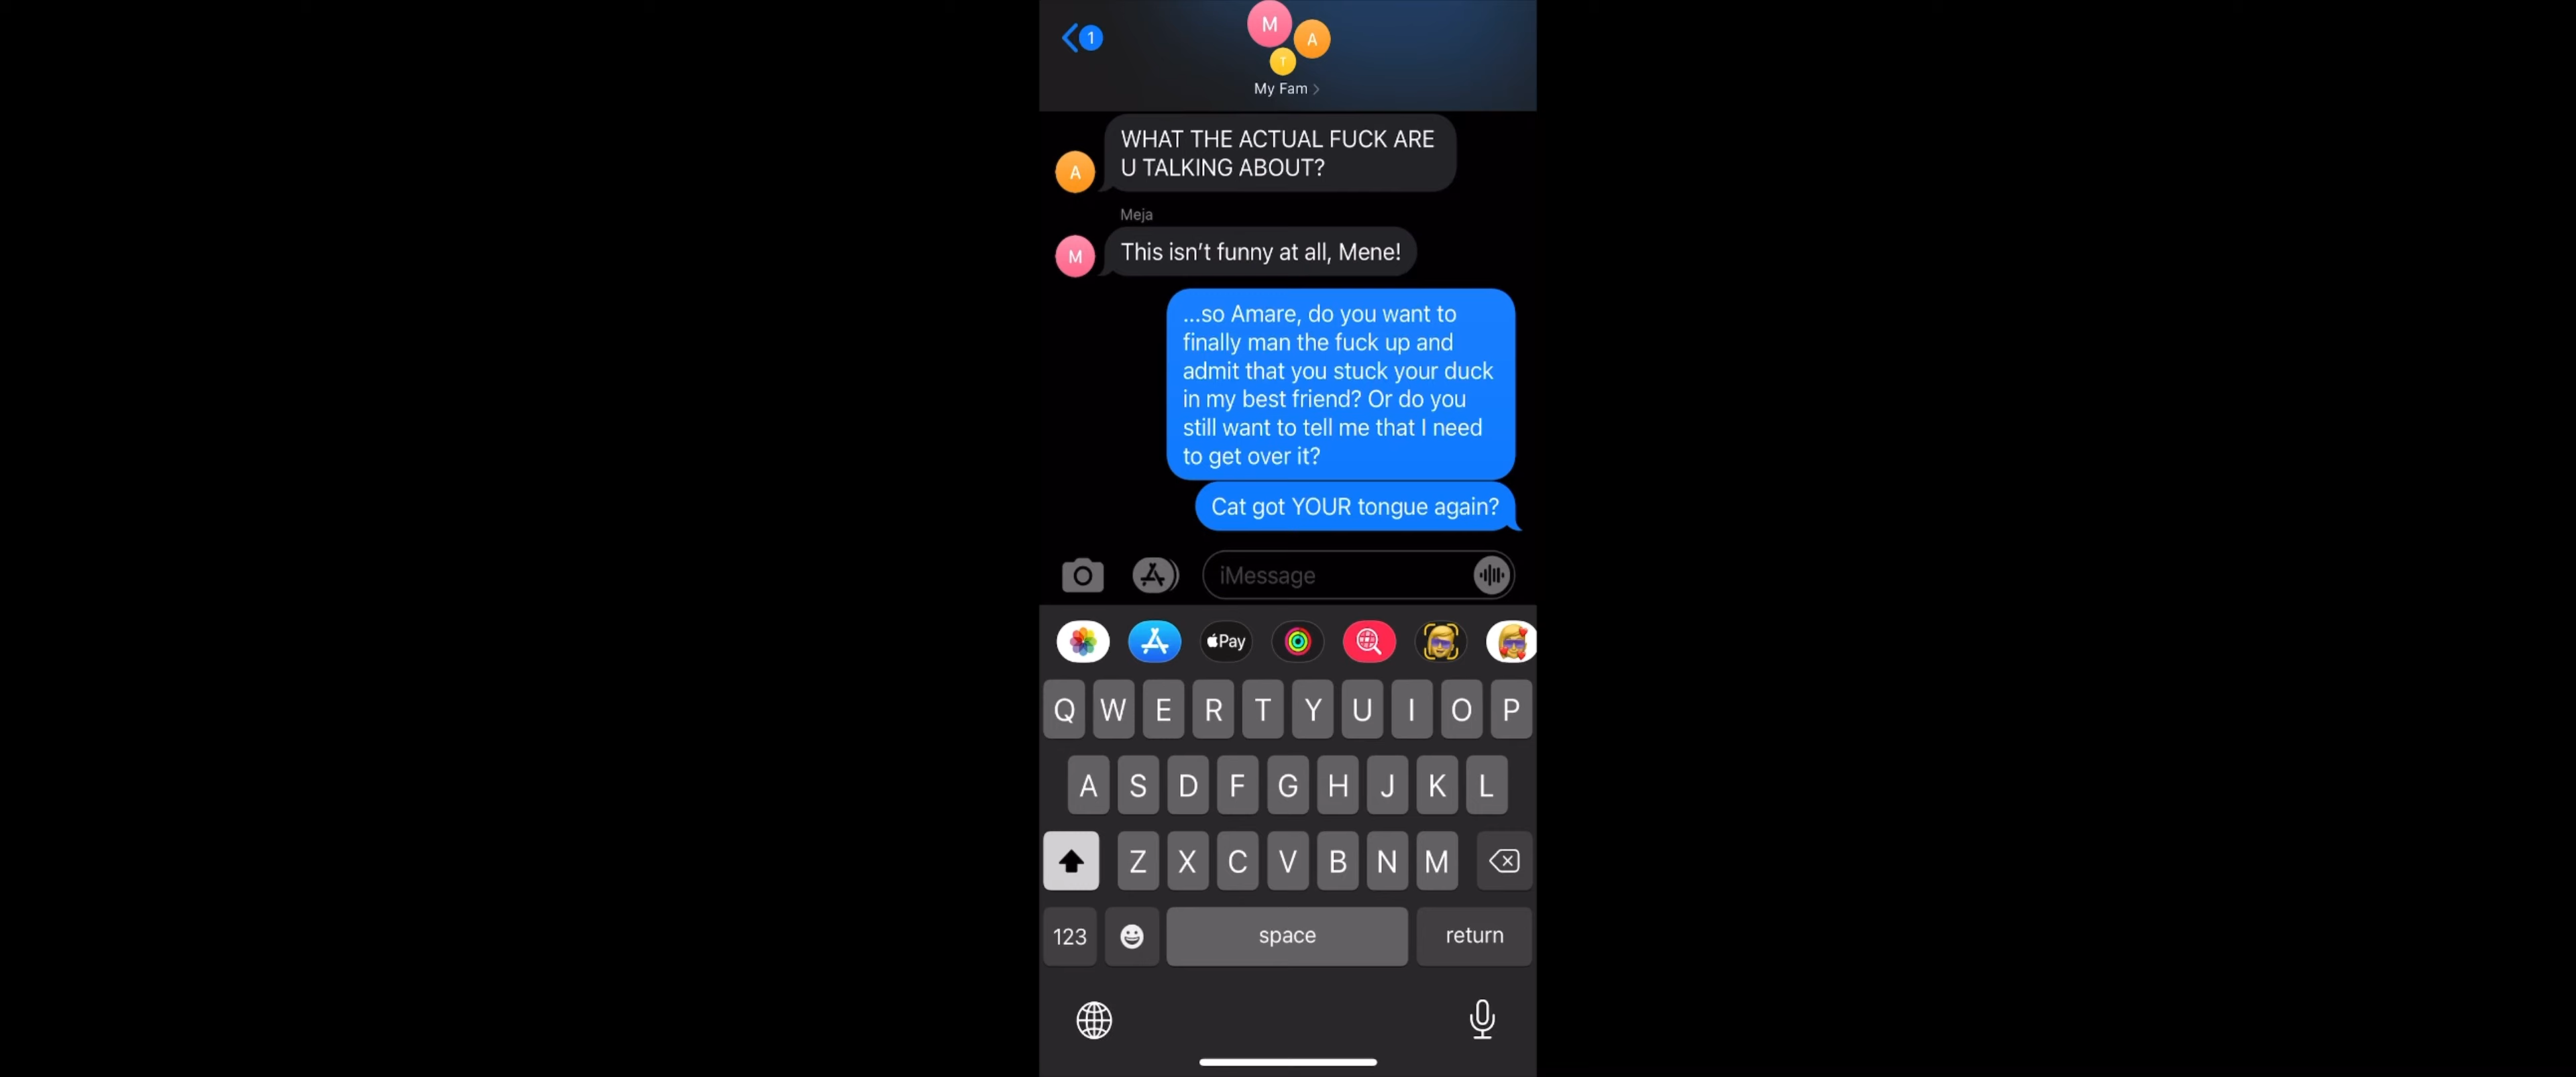 1
M
A
T
My Fam
WHAT THE ACTUAL FUCK ARE
U TALKING ABOUT?
A
Meja
This isn’t funny at all, Mene!
M
...so Amare, do you want to
finally man the fuck up and
admit that you stuck your duck
in my best friend? Or do you
still want to tell me that I need
to get over it?
Cat got YOUR tongue again?
iMessage
Pay
Q W E R T Y U I O P
A S D F G H J K L
Z X C V B N M
123 space return